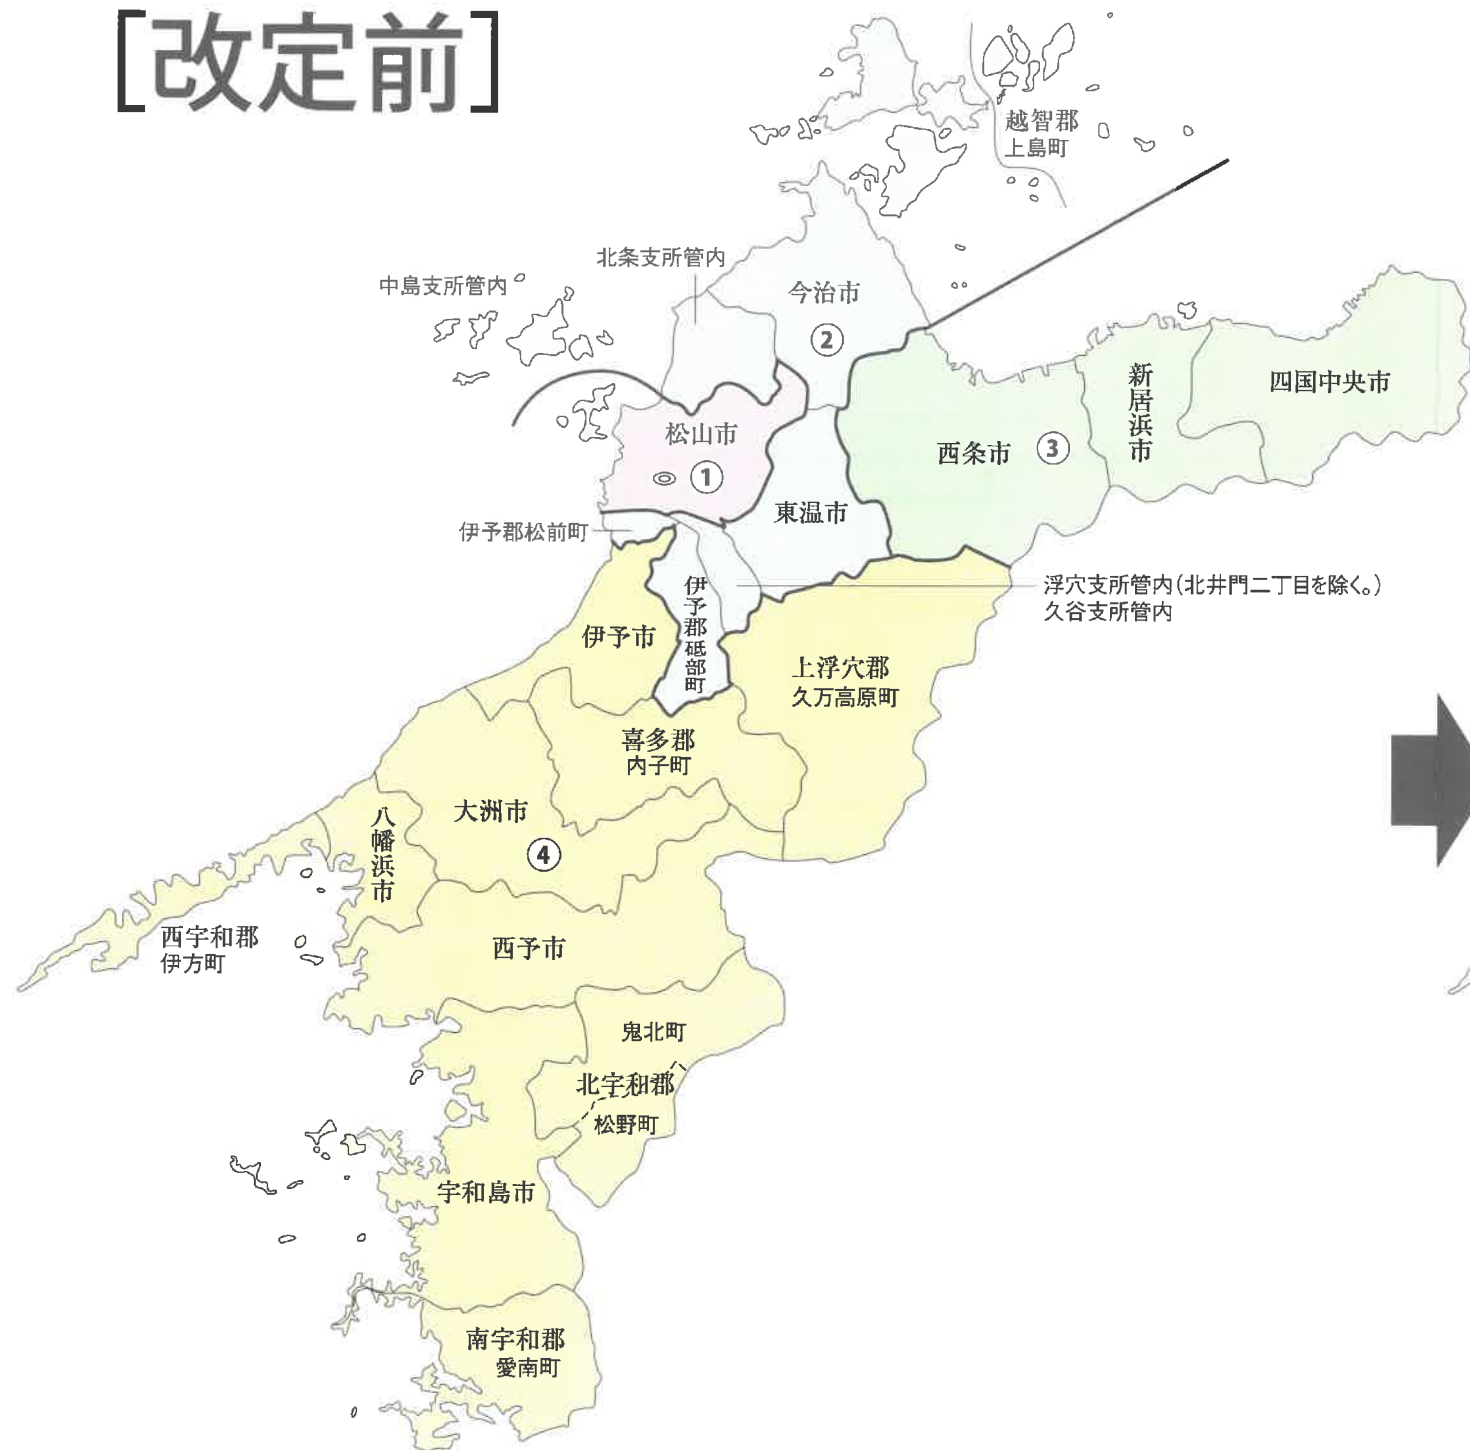 [改定前]
越智郡
上島町
北条支所管内
中島支所管内
今治市
②
新居浜市
四国中央市
松山市
①
西条市
③
東温市
伊予郡松前町
浮穴支所管内(北井門二丁目を除く。)
久谷支所管内
伊予郡砥部町
伊予市
上浮穴郡
久万高原町
喜多郡
内子町
大洲市
八幡浜市
④
西宇和郡
伊方町
西予市
鬼北町
北宇和郡
松野町
宇和島市
南宇和郡
愛南町